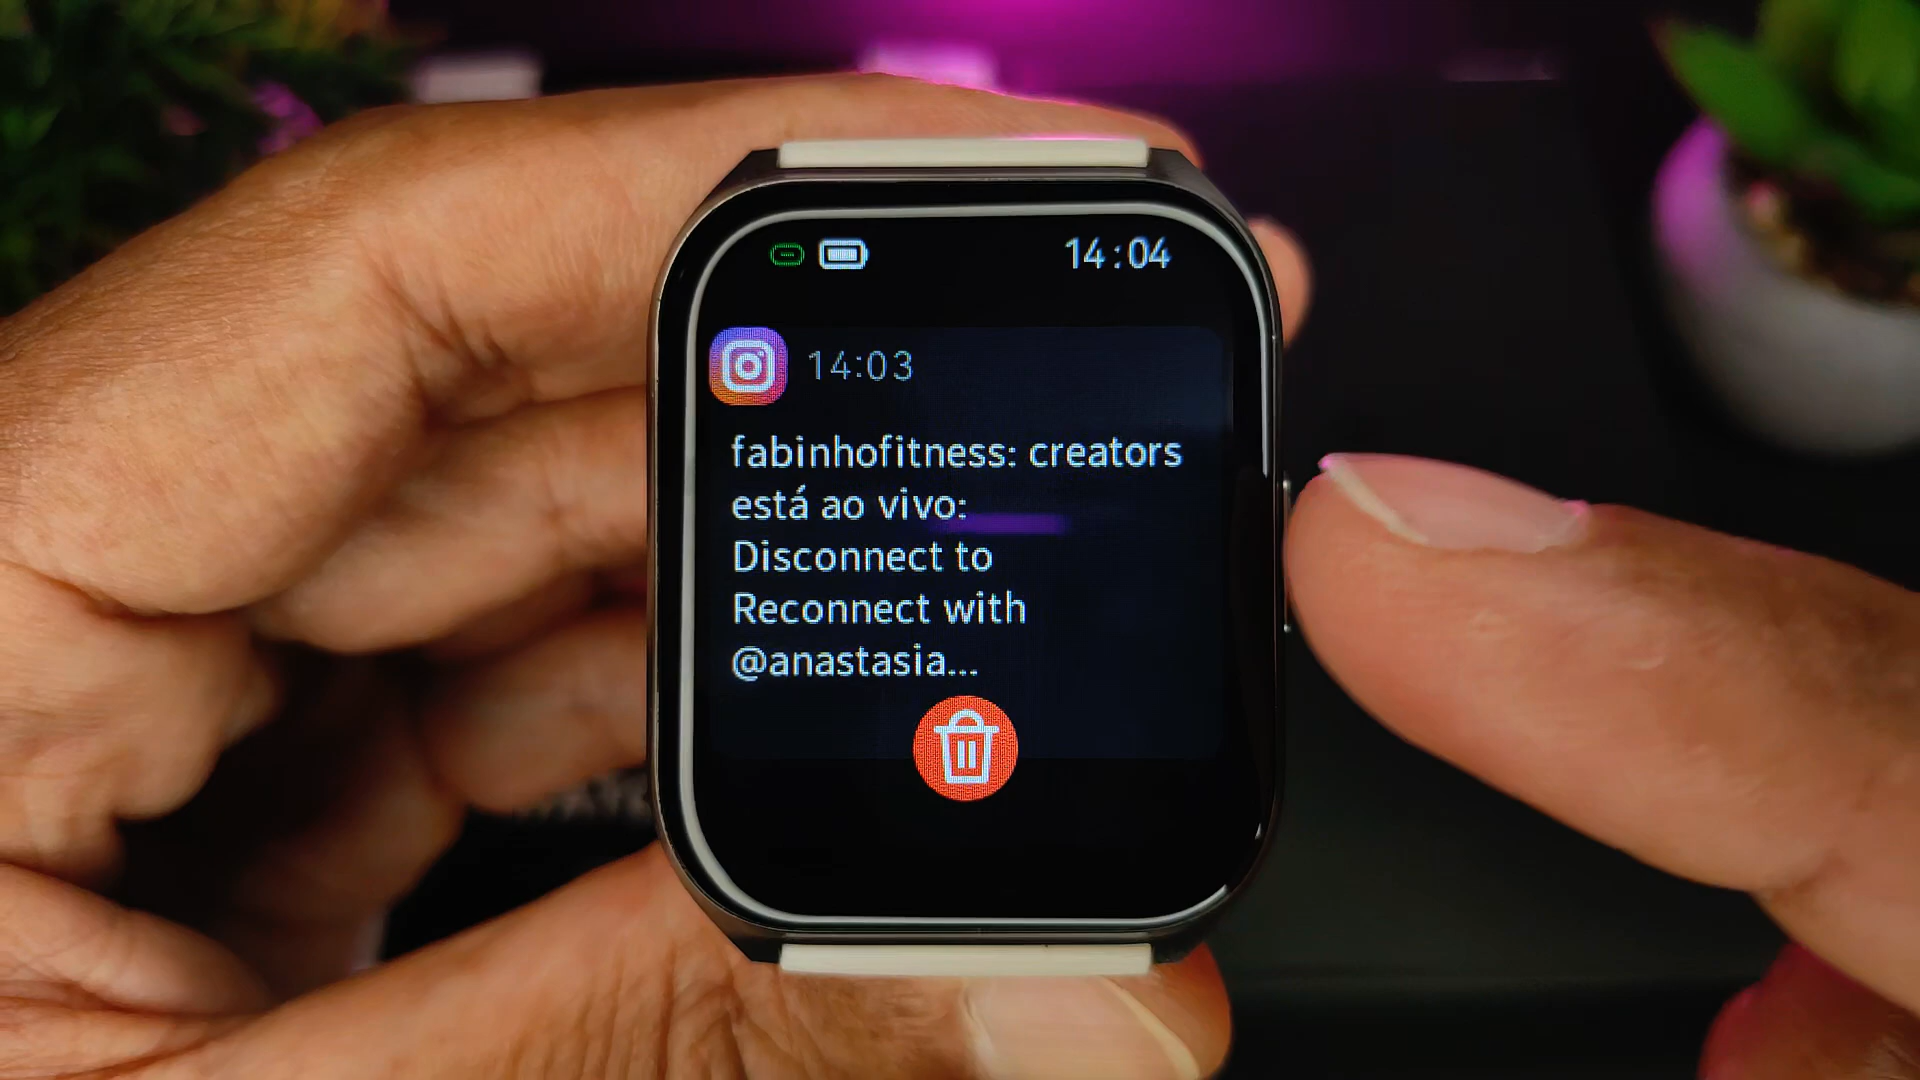 14:04
14:03
fabinhofitness: creators
está ao vivo:
Disconnect to
Reconnect with
@anastasia...